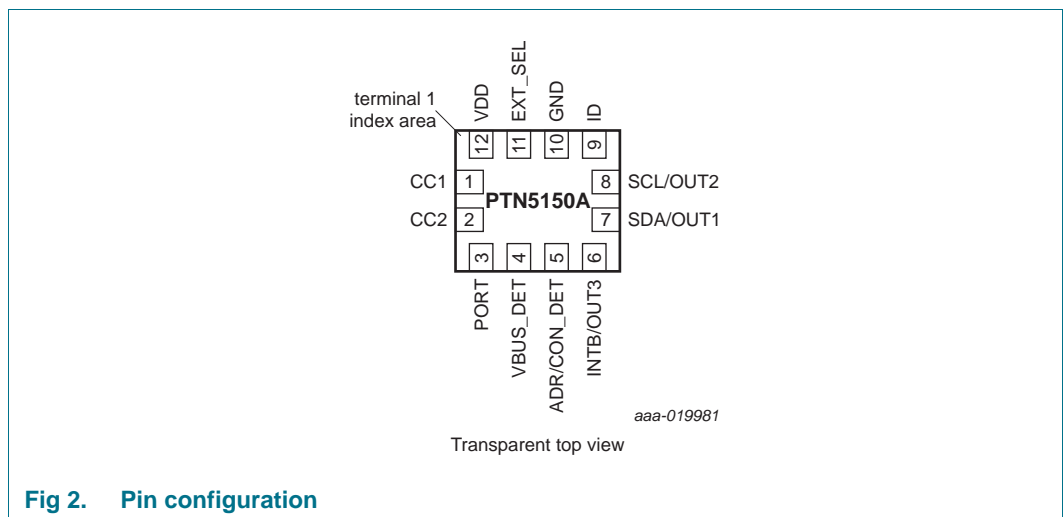 terminal 1
index area
VDD
EXT_SEL
GND
ID
12
11
10
9
CC1
1
PTN5150A
8
SCL/OUT2
CC2
2
7
SDA/OUT1
3
4
5
6
PORT
VBUS_DET
ADR/CON_DET
INTB/OUT3
aaa-019981
Transparent top view
Fig 2. Pin configuration